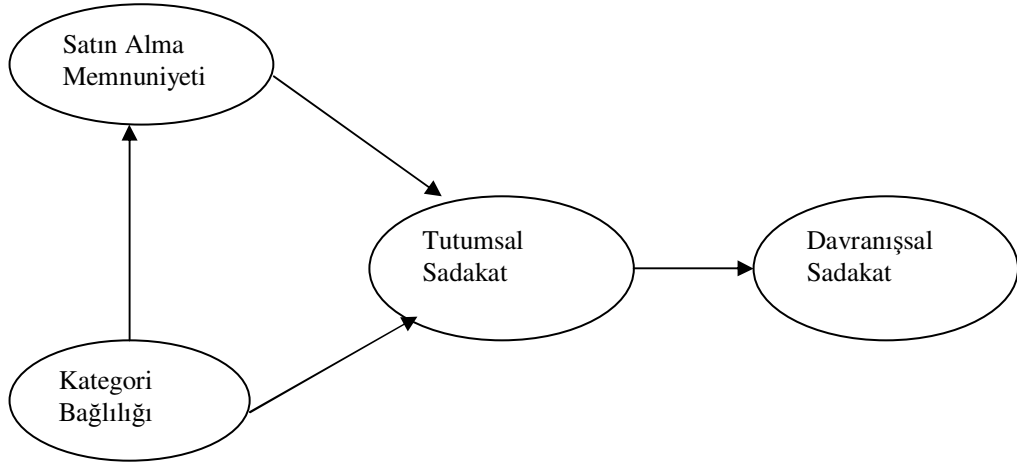 Satın Alma
Memnuniyeti
Tutumsal
Sadakat
Davranışsal
Sadakat
Kategori
Bağlılığı